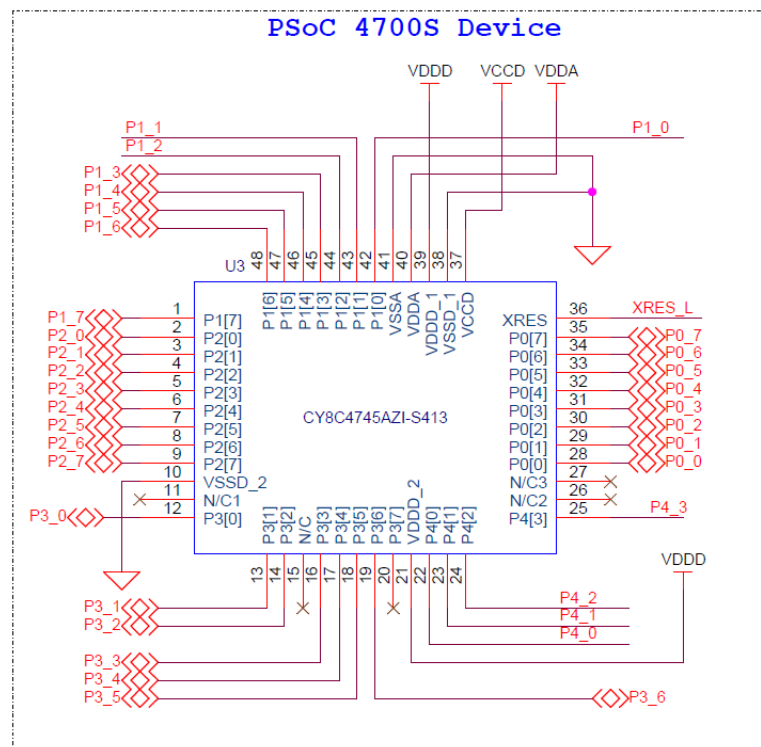 PSoC 4700S Device
VDDD VCCD VDDA
P1_1 P1_0
P1_2
P1_3
P1_4
P1_5
P1_6
U3
48 47 46 45 44 43 42 41 40 39 38 37
P1[6] P1[5] P1[4] P1[3] P1[2] P1[1] P1[0] VSSA VDDA VDDD_1 VSSD_1 VCCD
P1_7 1 P1[7] XRES 36 XRES_L
P2_0 2 P2[0] P0[7] 35 P0_7
P2_1 3 P2[1] P0[6] 34 P0_6
P2_2 4 P2[2] P0[5] 33 P0_5
P2_3 5 P2[3] P0[4] 32 P0_4
P2_4 6 P2[4] P0[3] 31 P0_3
P2_5 7 P2[5] P0[2] 30 P0_2
P2_6 8 P2[6] P0[1] 29 P0_1
P2_7 9 P2[7] P0[0] 28 P0_0
10 VSSD_2 N/C3 27
11 N/C1 N/C2 26
P3_0 12 P3[0] P4[3] 25 P4_3
CY8C4745AZI-S413
P3[1] P3[2] N/C P3[3] P3[4] P3[5] P3[6] P3[7] VDDD_2 P4[0] P4[1] P4[2]
13 14 15 16 17 18 19 20 21 22 23 24
VDDD
P3_1 P4_2
P3_2 P4_1
P4_0
P3_3
P3_4
P3_5 P3_6